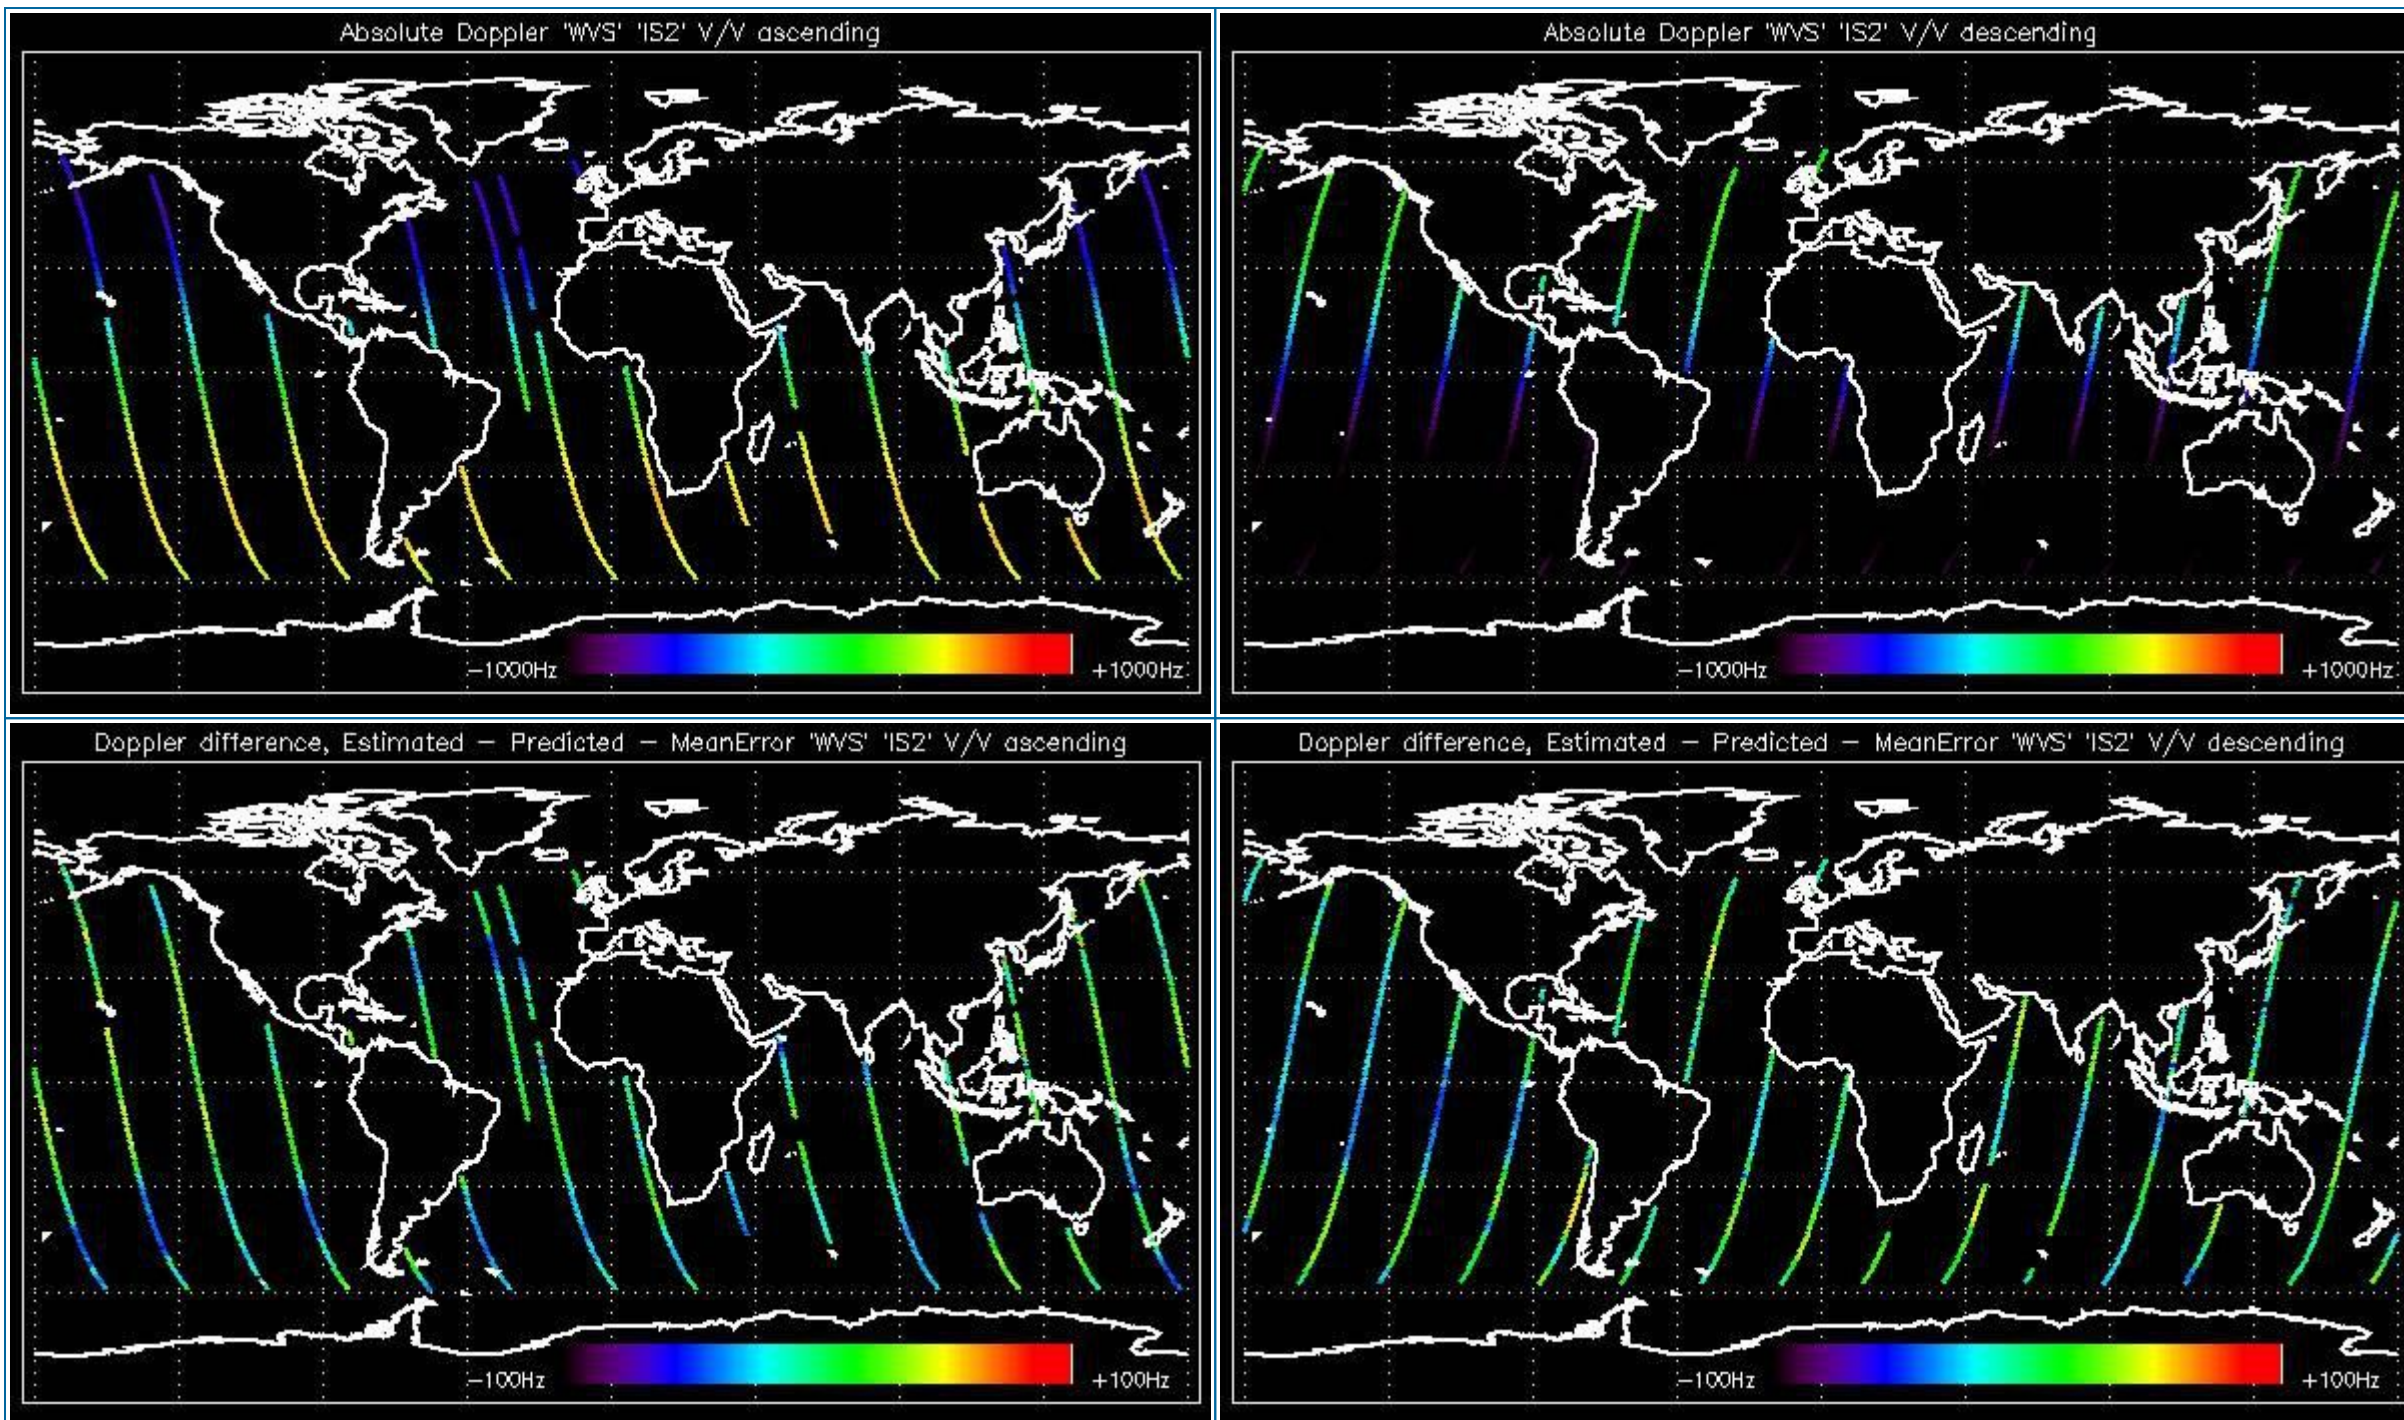 Absolute Doppler 'WVS' 'IS2' V/V ascending
-1000Hz
+1000Hz
Absolute Doppler 'WVS' 'IS2' V/V descending
-1000Hz
+1000Hz
Doppler difference, Estimated - Predicted - MeanError 'WVS' 'IS2' V/V ascending
-100Hz
+100Hz
Doppler difference, Estimated - Predicted - MeanError 'WVS' 'IS2' V/V descending
-100Hz
+100Hz